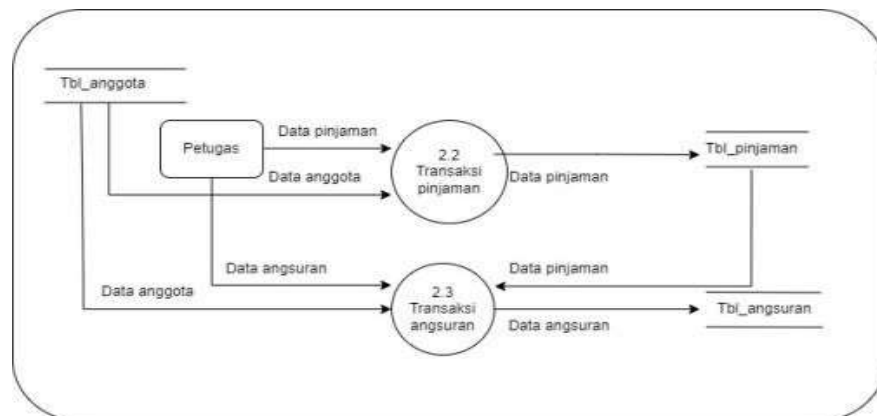 Tbl_anggota
Petugas
Data pinjaman
Data anggota
2.2
Transaksi
pinjaman
Data pinjaman
Tbl_pinjaman
Data angsuran
Data anggota
2.3
Transaksi
angsuran
Data pinjaman
Data angsuran
Tbl_angsuran